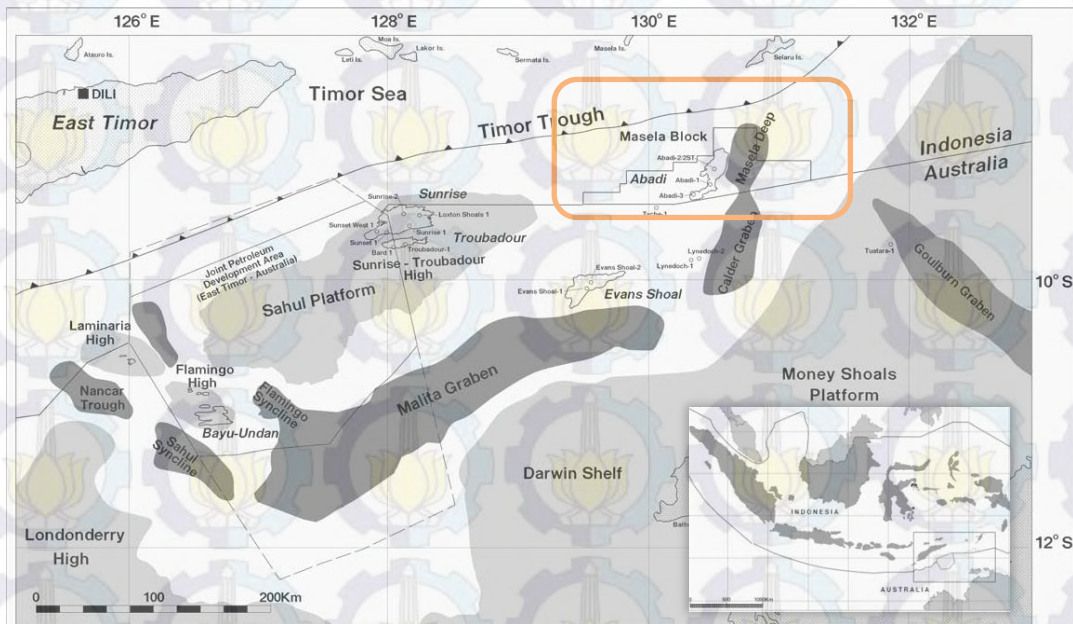 126° E
128° E
130° E
132° E
Atauro Is.
Moa Is.
Leti Is.
Lakor Is.
Sermata Is.
Masela Is.
Selaru Is.
DILI
East Timor
Timor Sea
Timor Trough
Masela Block
Masela Deep
Indonesia
Australia
Abadi-2/2ST
Abadi
Abadi-1
Abadi-3
Sunrise-2
Sunrise
Loxton Shoals 1
Sunset West 1
Sunrise 1
Troubadour
Sunset 1
Troubadour-1
Bard 1
Sunrise - Troubadour
High
Joint Petroleum
Development Area
(East Timor - Australia)
Sahul Platform
Lynedoch-2
Lynedoch-1
Calder Graben
Tuatara-1
Goulburn Graben
10° S
Evans Shoal-2
Evans Shoal-1
Evans Shoal
Laminaria
High
Flamingo
High
Nancar
Trough
Flamingo
Syncline
Malita Graben
Money Shoals
Platform
Bayu-Undan
Sahul
Syncline
Darwin Shelf
Londonderry
High
12° S
0 100 200Km
INDONESIA
AUSTRALIA
0 500 1000Km